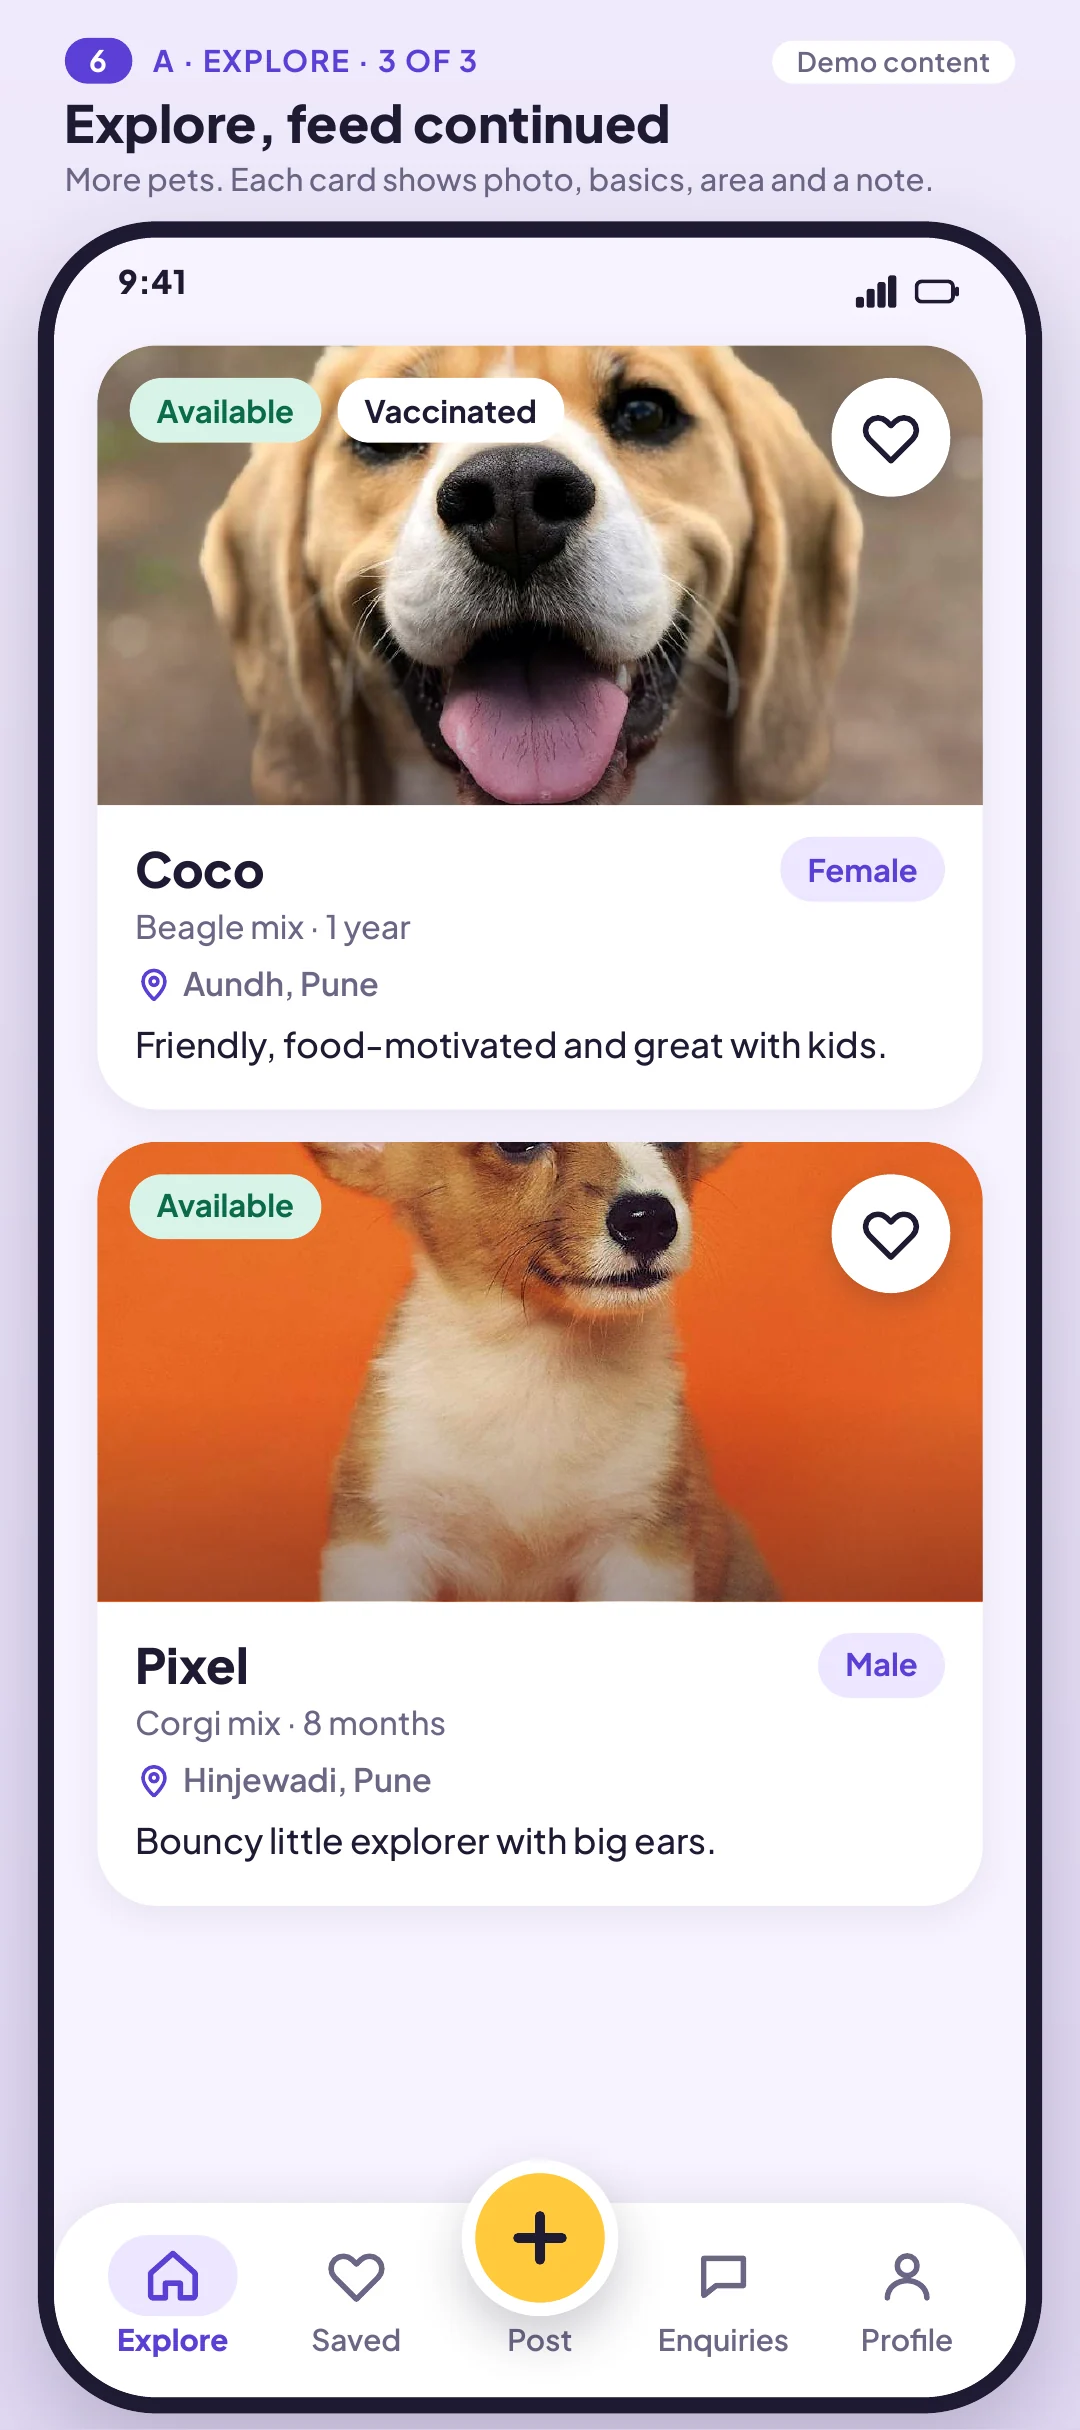 6 A · EXPLORE · 3 OF 3 Demo content
Explore, feed continued
More pets. Each card shows photo, basics, area and a note.
9:41
Available Vaccinated
Coco Female
Beagle mix · 1 year
Aundh, Pune
Friendly, food-motivated and great with kids.
Available
Pixel Male
Corgi mix · 8 months
Hinjewadi, Pune
Bouncy little explorer with big ears.
Explore Saved Post Enquiries Profile